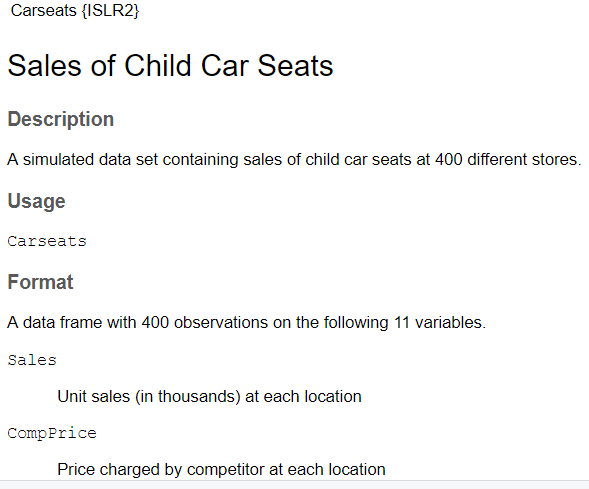 Carseats {ISLR2}
Sales of Child Car Seats
Description
A simulated data set containing sales of child car seats at 400 different stores.
Usage
Carseats
Format
A data frame with 400 observations on the following 11 variables.
Sales
Unit sales (in thousands) at each location
CompPrice
Price charged by competitor at each location